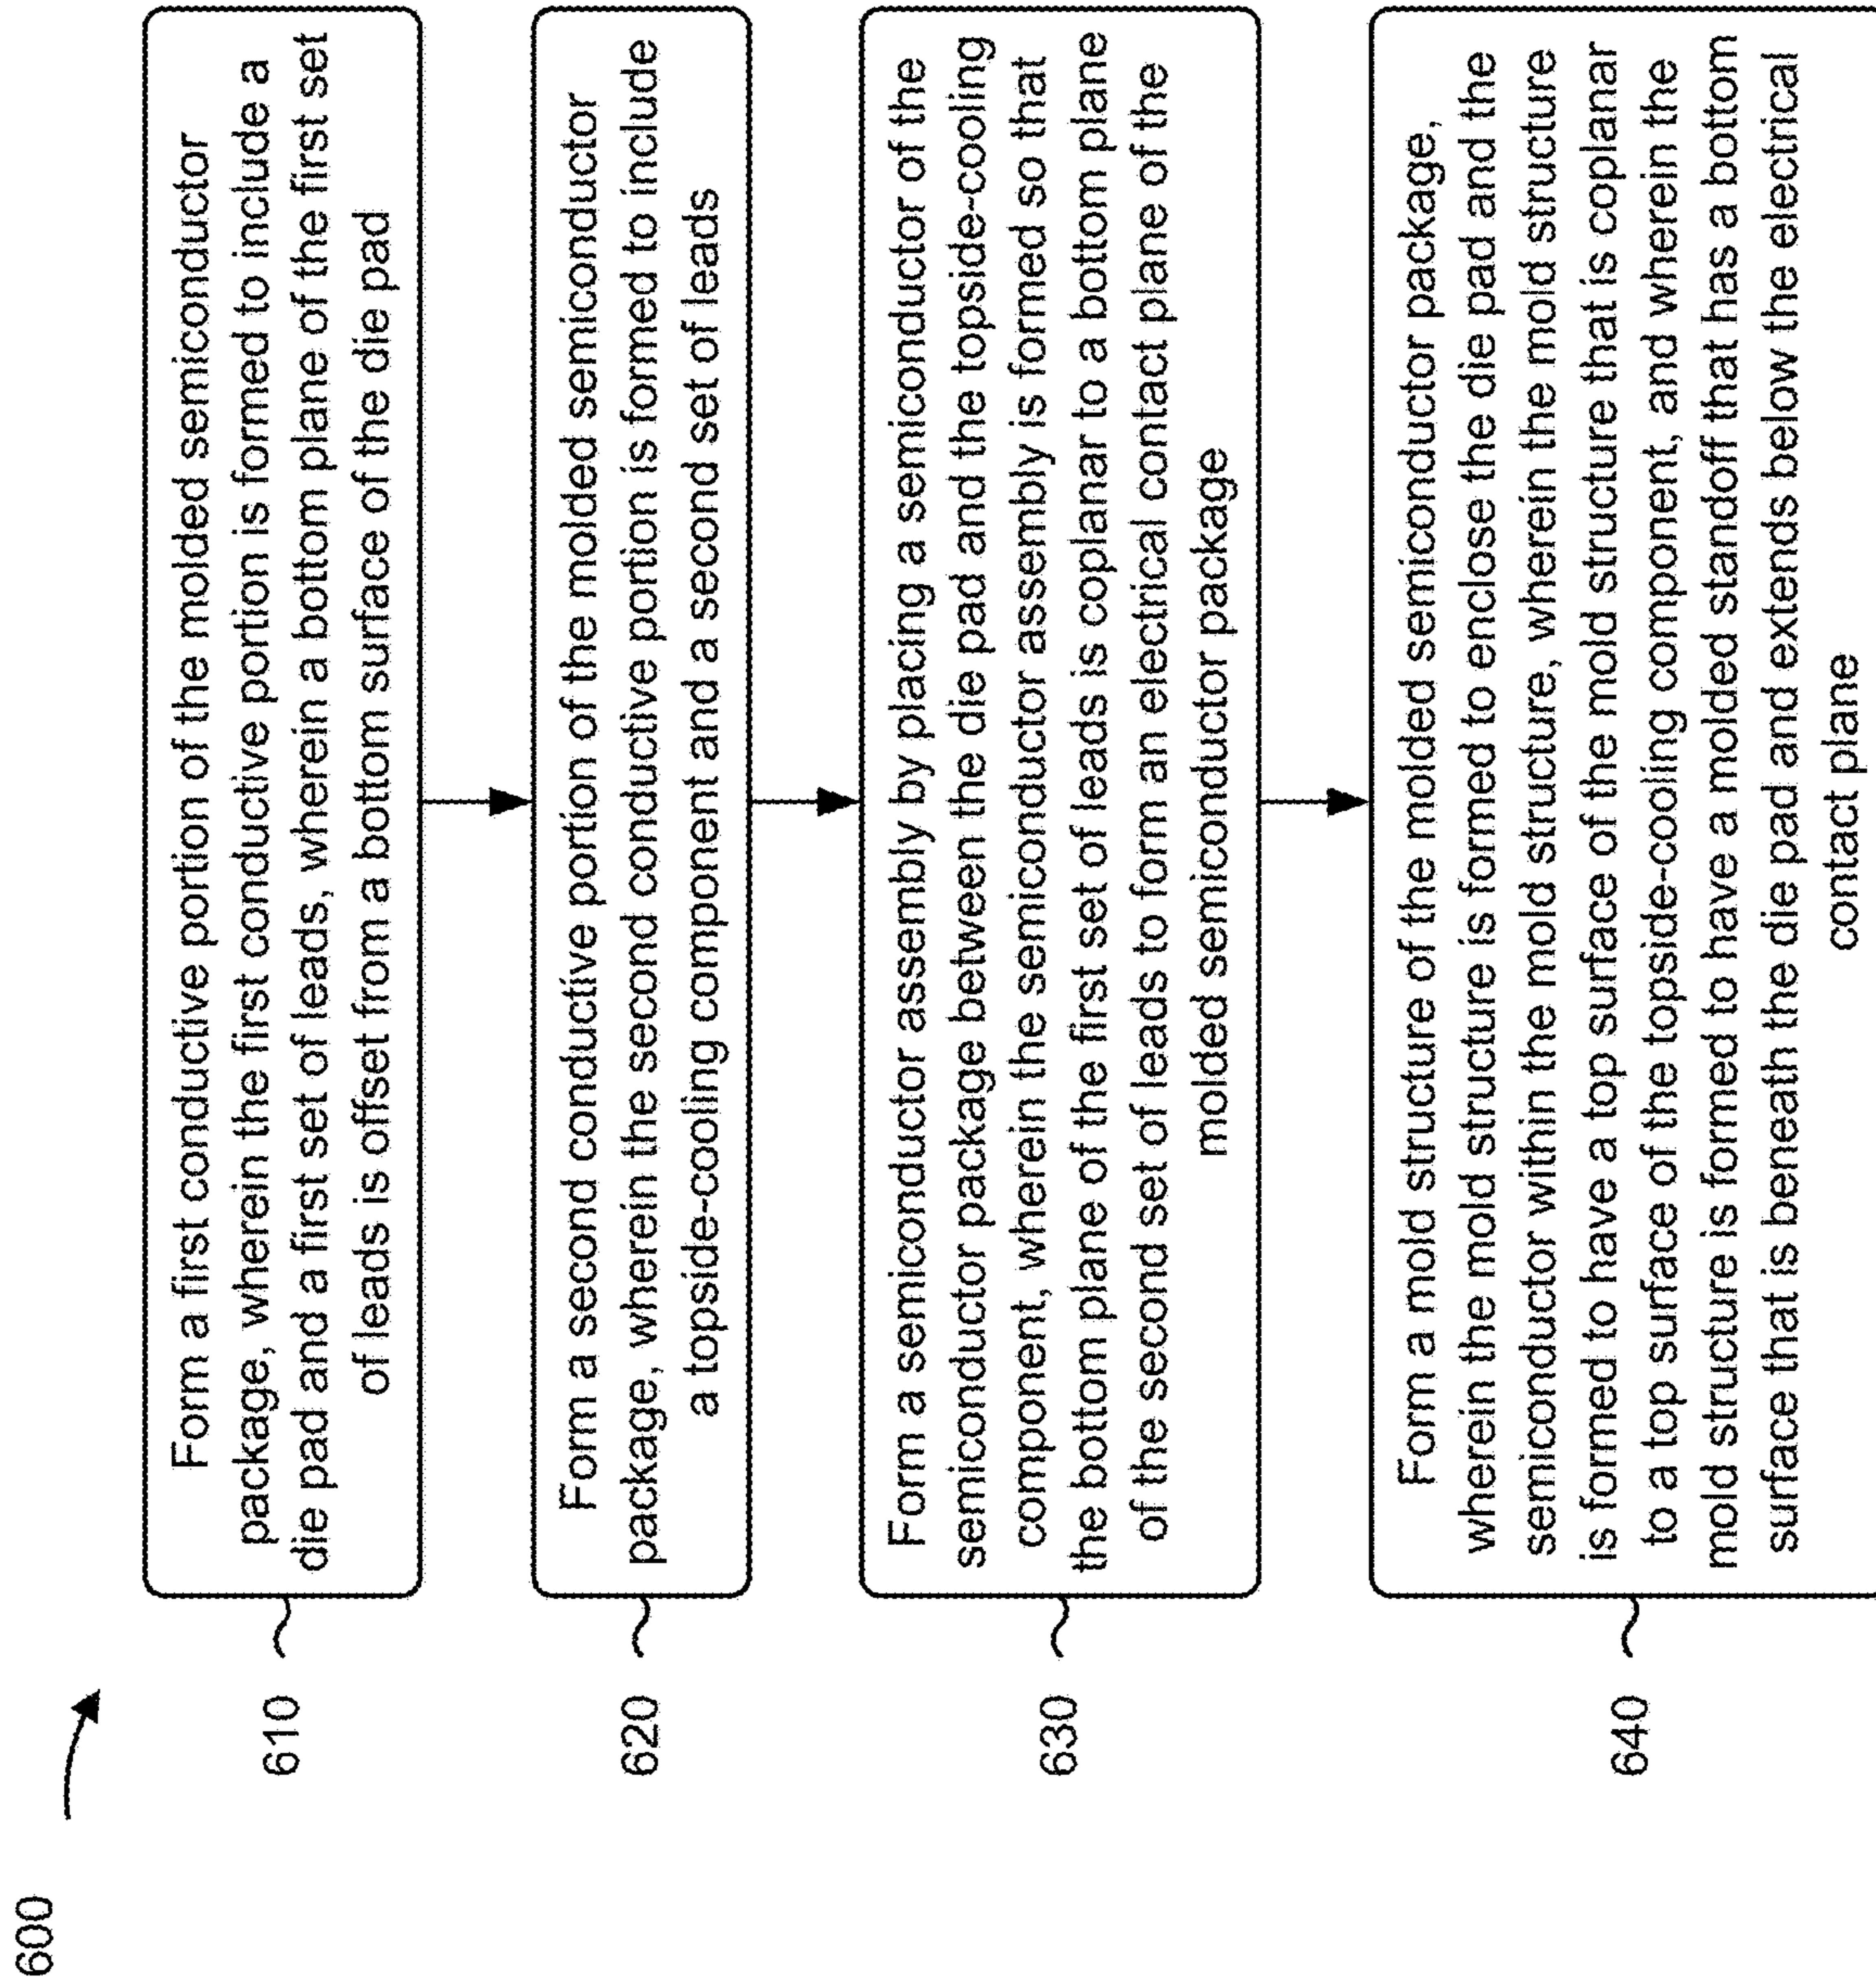 600
610
Form a first conductive portion of the molded semiconductor
package, wherein the first conductive portion is formed to include a
die pad and a first set of leads, wherein a bottom plane of the first set
of leads is offset from a bottom surface of the die pad
620
Form a second conductive portion of the molded semiconductor
package, wherein the second conductive portion is formed to include
a topside-cooling component and a second set of leads
630
Form a semiconductor assembly by placing a semiconductor of the
semiconductor package between the die pad and the topside-cooling
component, wherein the semiconductor assembly is formed so that
the bottom plane of the first set of leads is coplanar to a bottom plane
of the second set of leads to form an electrical contact plane of the
molded semiconductor package
640
Form a mold structure of the molded semiconductor package,
wherein the mold structure is formed to enclose the die pad and the
semiconductor within the mold structure, wherein the mold structure
is formed to have a top surface of the mold structure that is coplanar
to a top surface of the topside-cooling component, and wherein the
mold structure is formed to have a molded standoff that has a bottom
surface that is beneath the die pad and extends below the electrical
contact plane